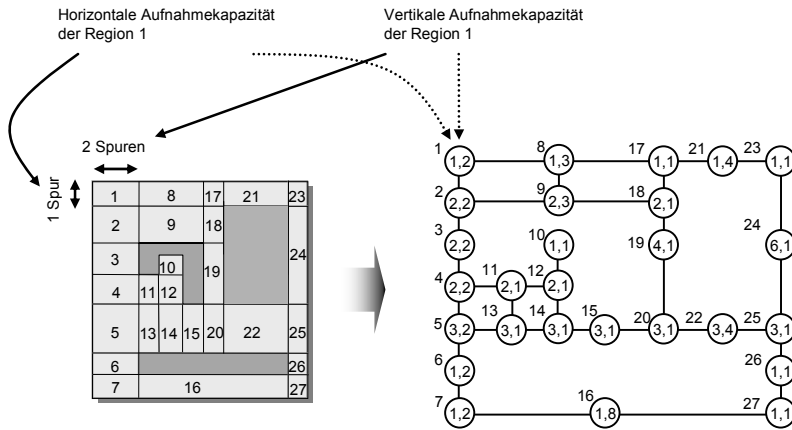 Horizontale Aufnahmekapazität
der Region 1
Vertikale Aufnahmekapazität
der Region 1
2 Spuren
1 Spur
1 8 17 21 23
2 9 18
3 10 19 24
4 11 12
5 13 14 15 20 22 25
6 26
7 16 27
1 8 17 21 23
1,2 1,3 1,1 1,4 1,1
2 9 18
2,2 2,3 2,1
3 10 19 24
2,2 1,1 4,1 6,1
4 11 12
2,2 2,1 2,1
5 13 14 15 20 22 25
3,2 3,1 3,1 3,1 3,1 3,4 3,1
6 26
1,2 1,1
7 16 27
1,2 1,8 1,1